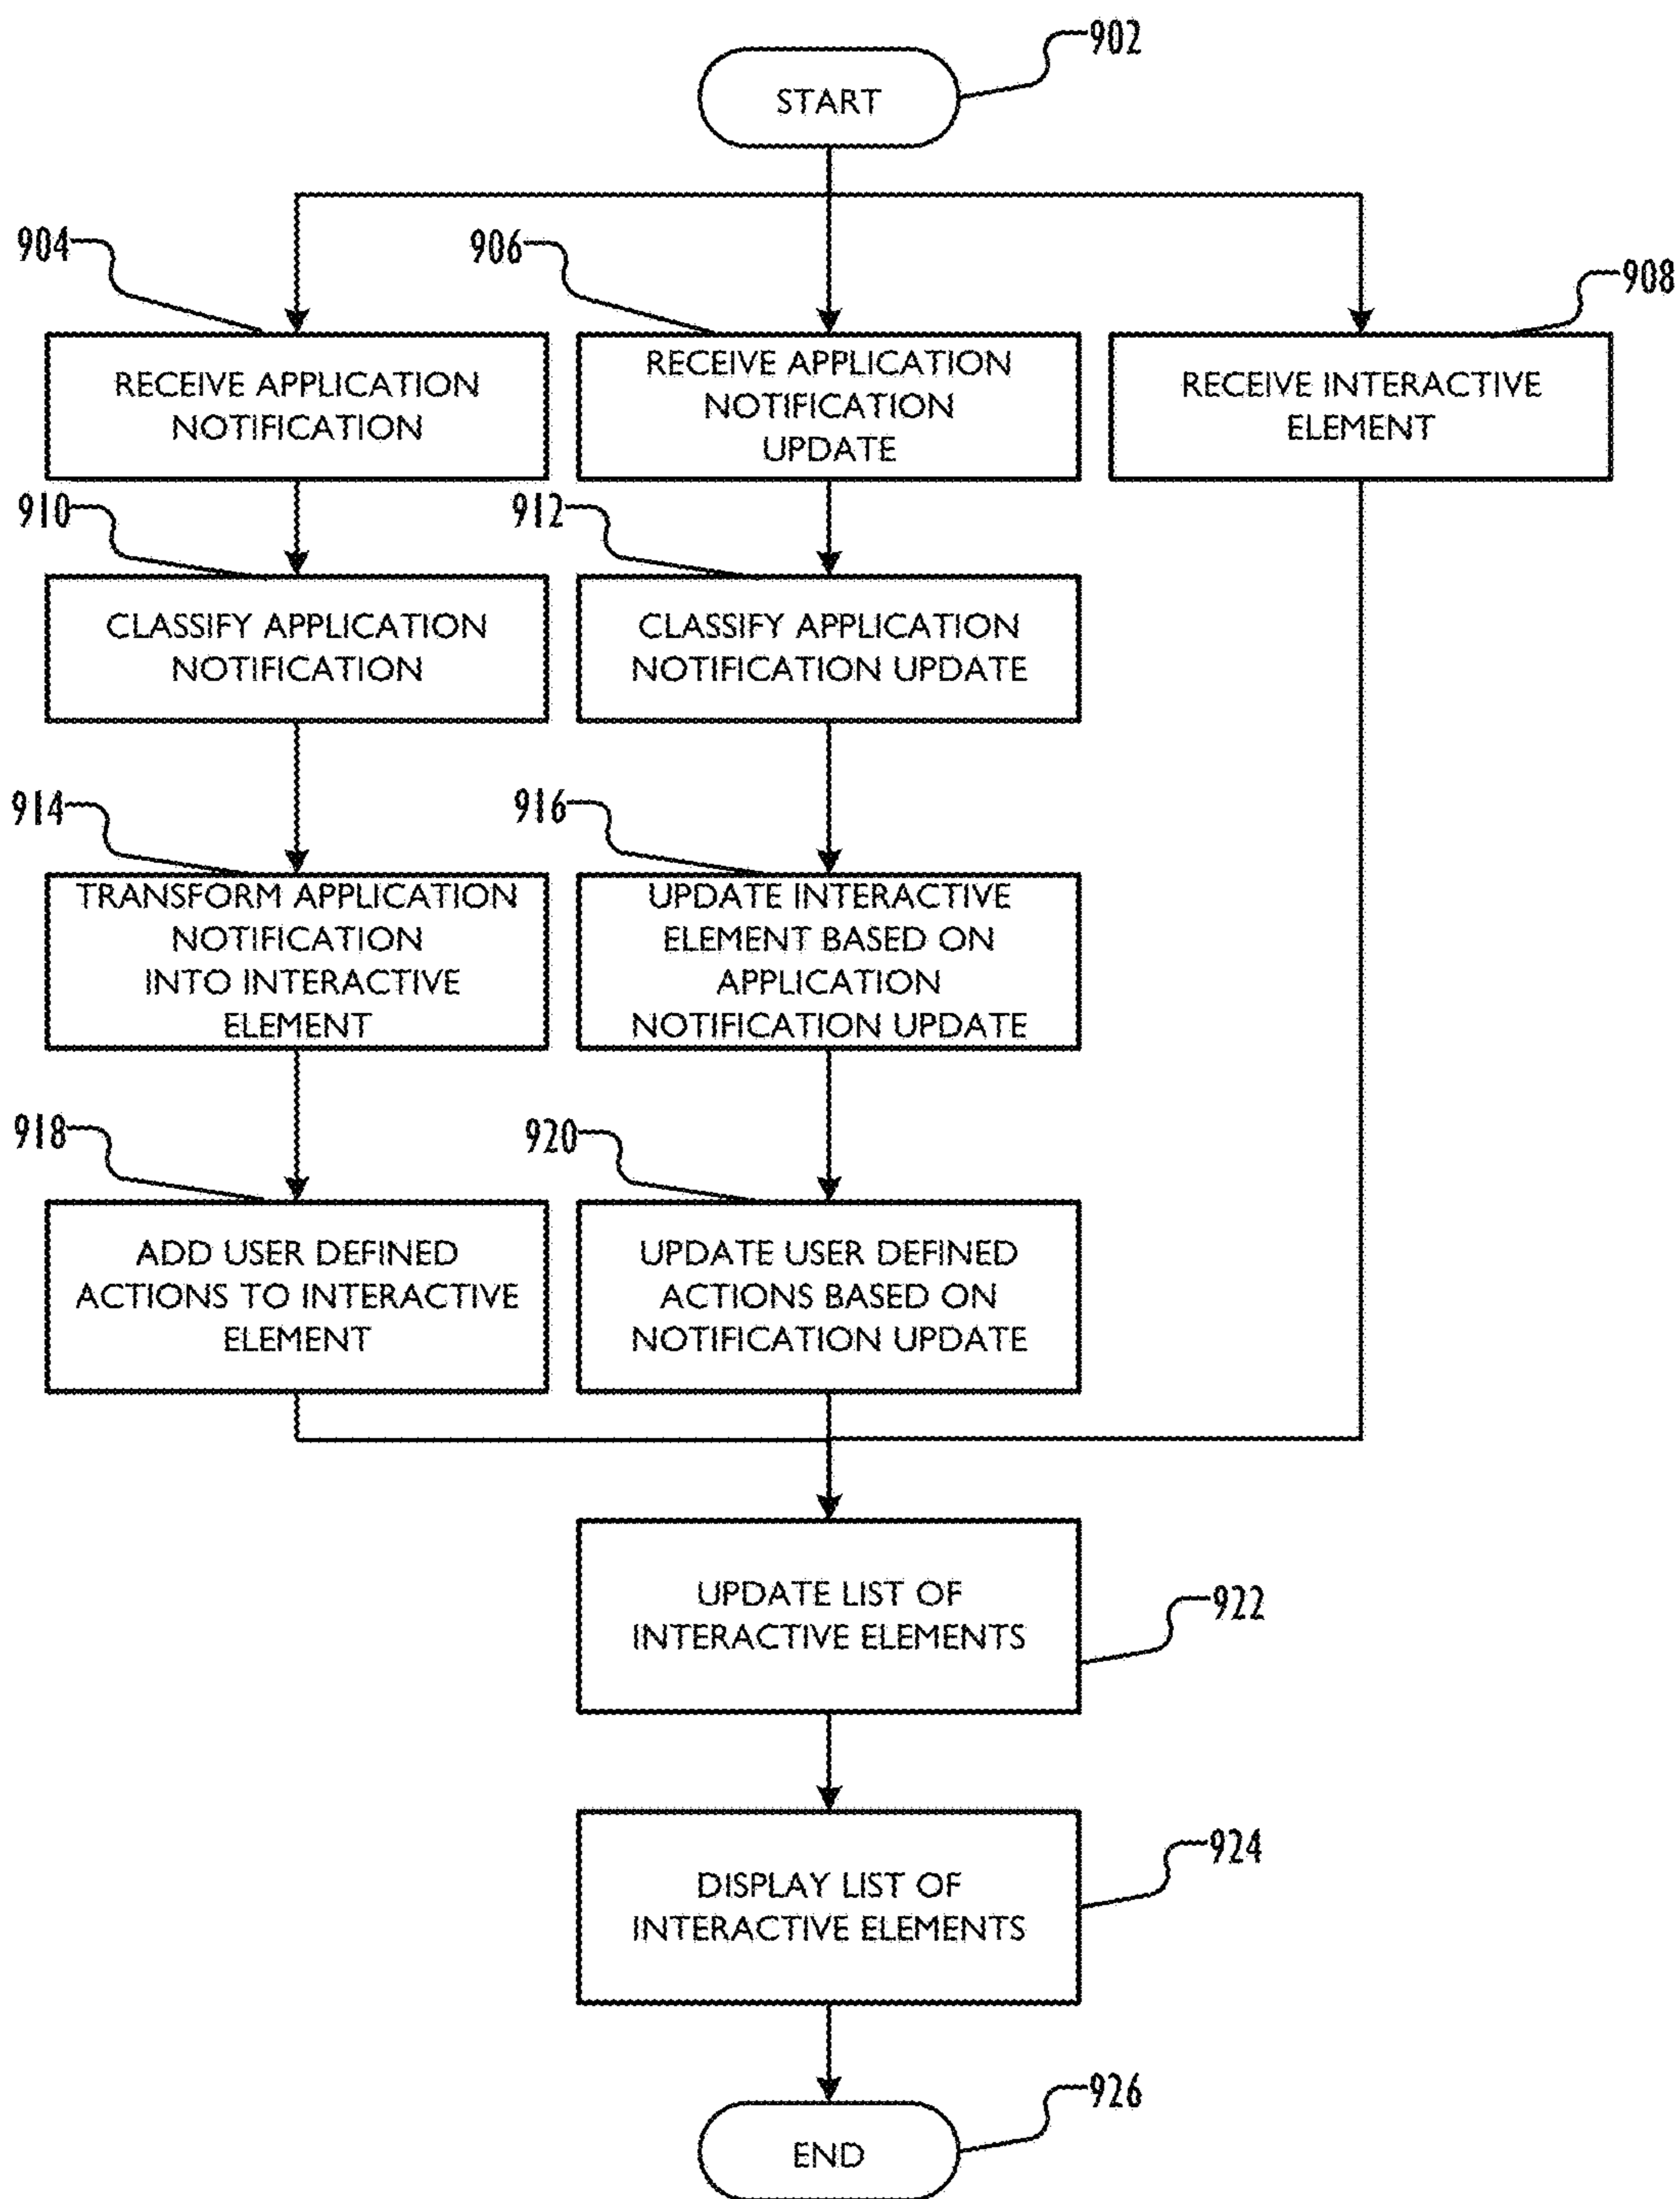 902
START
904
906
908
RECEIVE APPLICATION
NOTIFICATION
RECEIVE APPLICATION
NOTIFICATION
UPDATE
RECEIVE INTERACTIVE
ELEMENT
910
912
CLASSIFY APPLICATION
NOTIFICATION
CLASSIFY APPLICATION
NOTIFICATION UPDATE
914
916
TRANSFORM APPLICATION
NOTIFICATION
INTO INTERACTIVE
ELEMENT
UPDATE INTERACTIVE
ELEMENT BASED ON
APPLICATION
NOTIFICATION UPDATE
918
920
ADD USER DEFINED
ACTIONS TO INTERACTIVE
ELEMENT
UPDATE USER DEFINED
ACTIONS BASED ON
NOTIFICATION UPDATE
UPDATE LIST OF
INTERACTIVE ELEMENTS
922
DISPLAY LIST OF
INTERACTIVE ELEMENTS
924
926
END